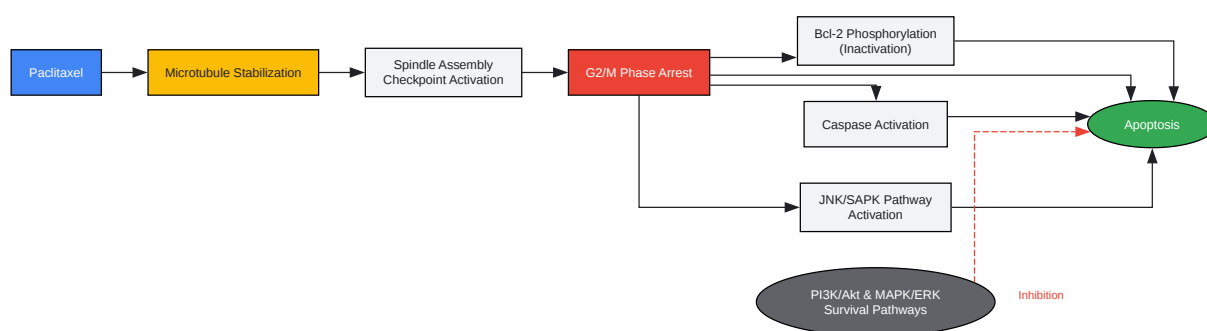 Paclitaxel
Microtubule Stabilization
Spindle Assembly
Checkpoint Activation
G2/M Phase Arrest
Bcl-2 Phosphorylation
(Inactivation)
Caspase Activation
Apoptosis
JNK/SAPK Pathway
Activation
PI3K/Akt & MAPK/ERK
Survival Pathways
Inhibition